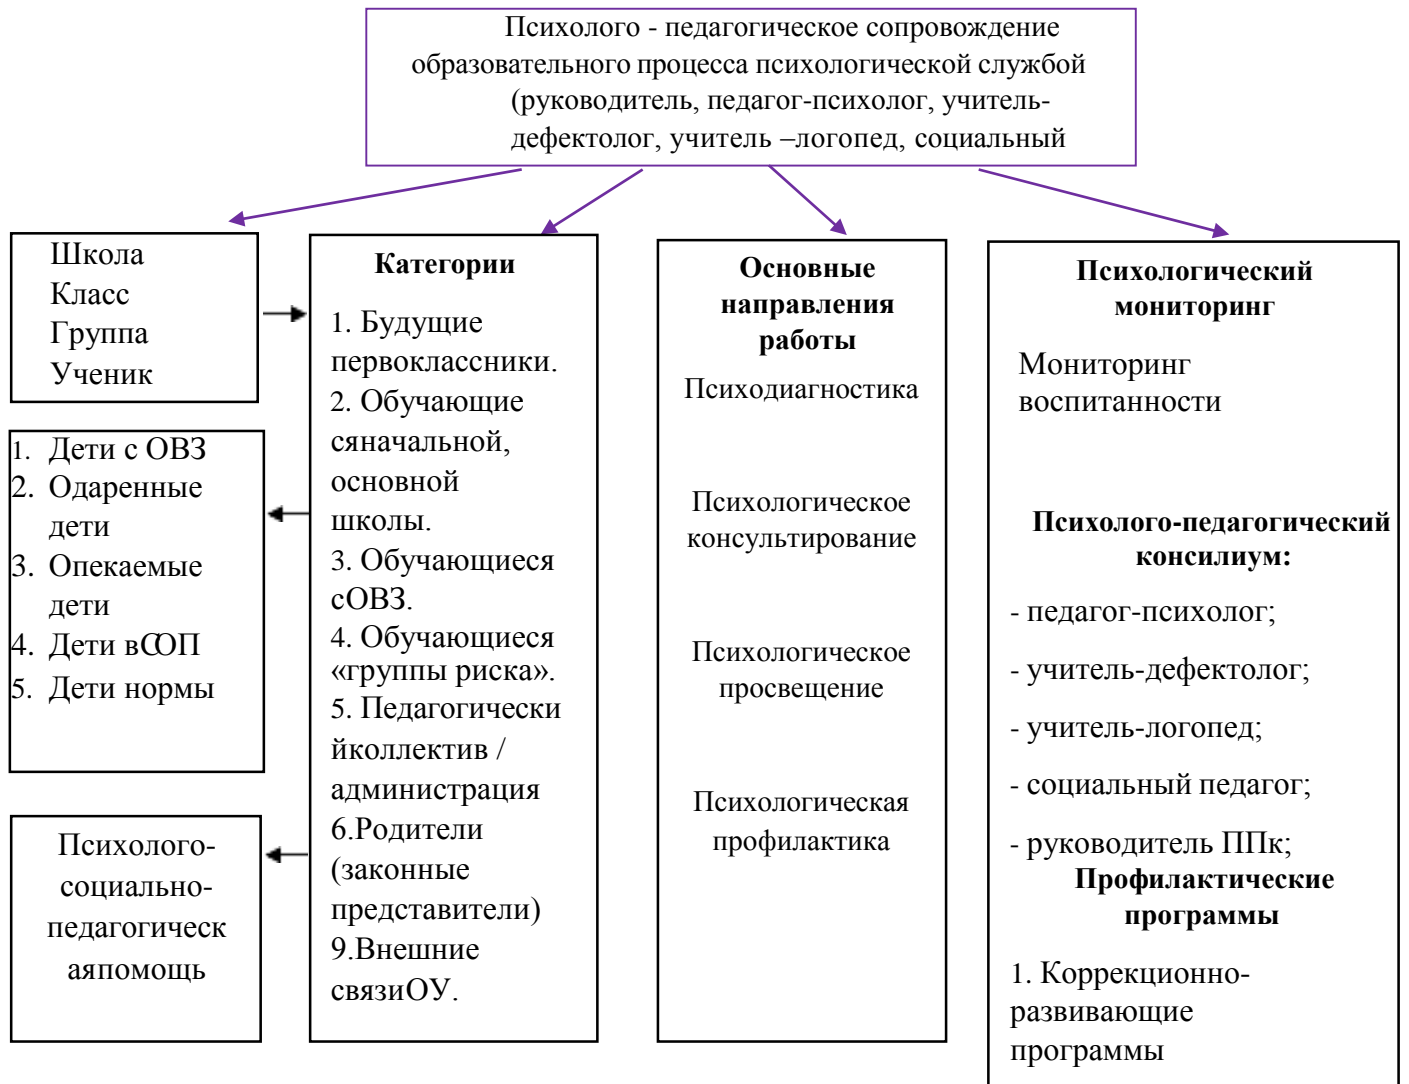 Психолого - педагогическое сопровождение
образовательного процесса психологической службой
(руководитель, педагог-психолог, учитель-
дефектолог, учитель –логопед, социальный
Школа
Класс
Группа
Ученик
1. Дети с ОВЗ
2. Одаренные
дети
3. Опекаемые
дети
4. Дети вСОП
5. Дети нормы
Психолого-
социально-
педагогическ
аяпомощь
Категории
1. Будущие
первоклассники.
2. Обучающие
сяначальной,
основной
школы.
3. Обучающиеся
сОВЗ.
4. Обучающиеся
«группы риска».
5. Педагогически
йколлектив /
администрация
6.Родители
(законные
представители)
9.Внешние
связиОУ.
Основные
направления
работы
Психодиагностика
Психологическое
консультирование
Психологическое
просвещение
Психологическая
профилактика
Психологический
мониторинг
Мониторинг
воспитанности
Психолого-педагогический
консилиум:
- педагог-психолог;
- учитель-дефектолог;
- учитель-логопед;
- социальный педагог;
- руководитель ППк;
Профилактические
программы
1. Коррекционно-
развивающие
программы